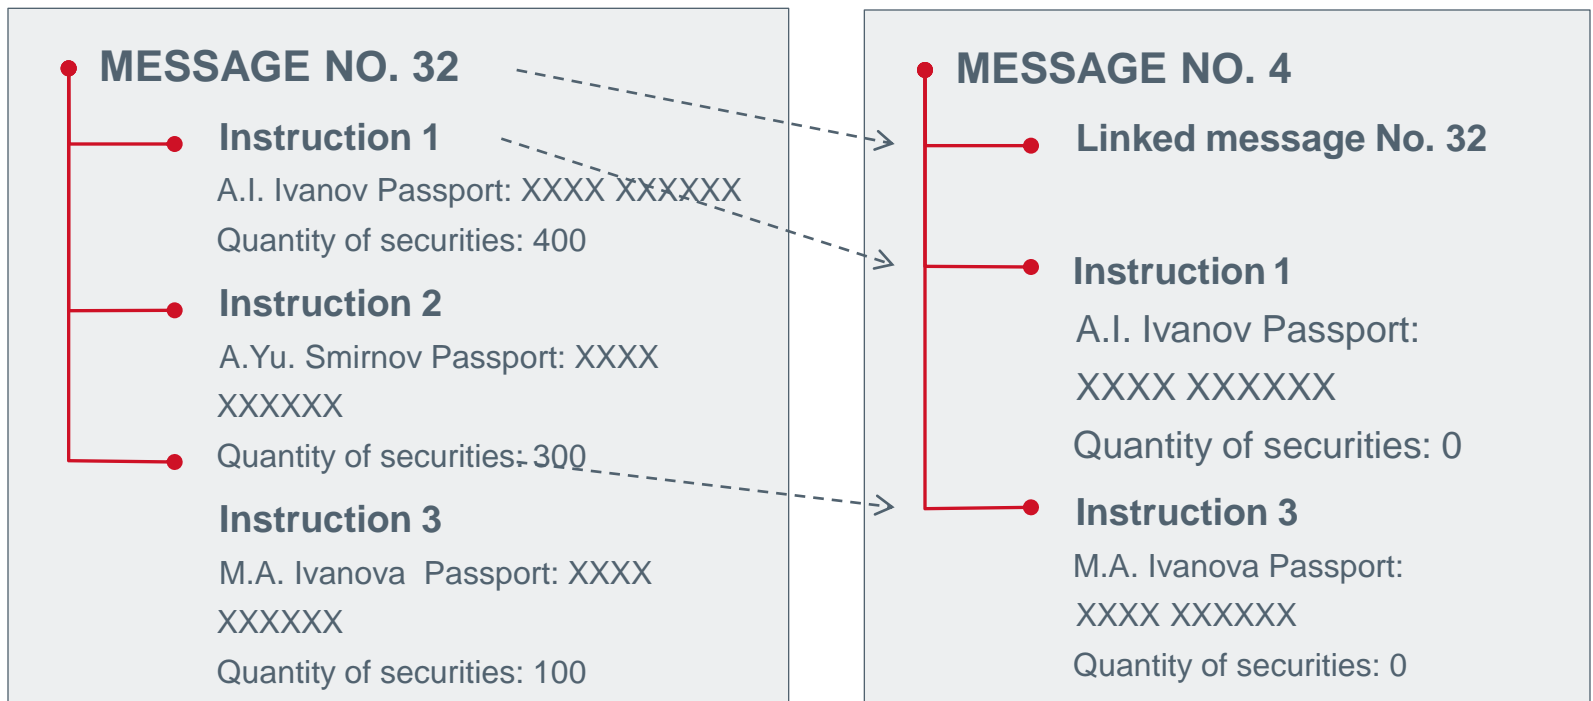 MESSAGE NO. 32
Instruction 1
A.I. Ivanov Passport: XXXX XXXXXX
Quantity of securities: 400
Instruction 2
A.Yu. Smirnov Passport: XXXX
XXXXXX
Quantity of securities: 300
Instruction 3
M.A. Ivanova Passport: XXXX
XXXXXX
Quantity of securities: 100
MESSAGE NO. 4
Linked message No. 32
Instruction 1
A.I. Ivanov Passport:
XXXX XXXXXX
Quantity of securities: 0
Instruction 3
M.A. Ivanova Passport:
XXXX XXXXXX
Quantity of securities: 0